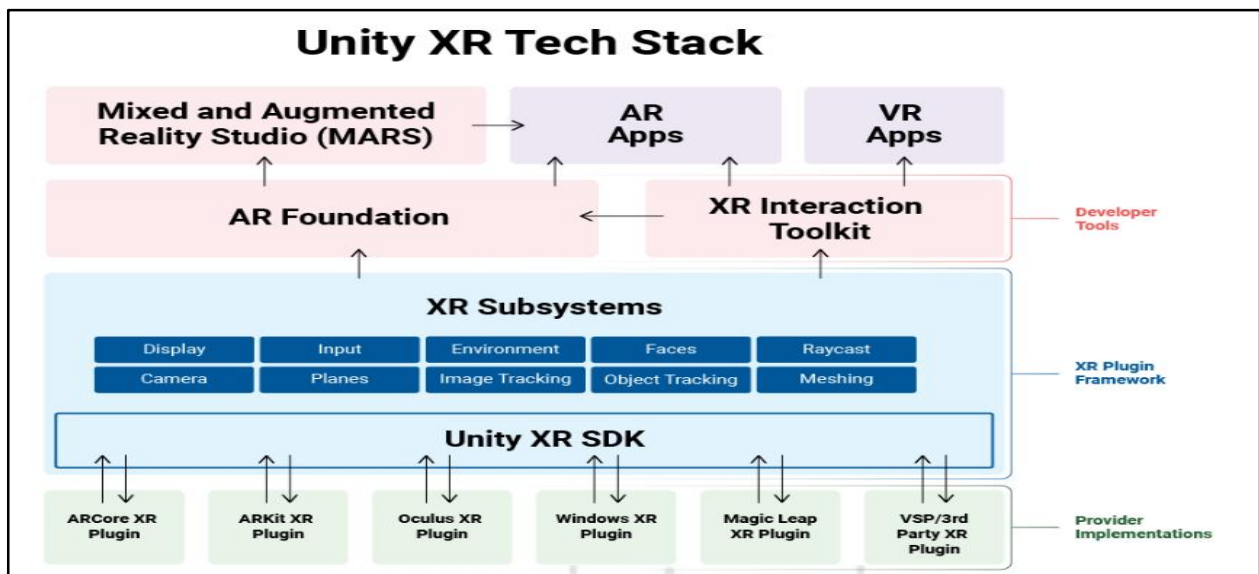 Unity XR Tech Stack
Mixed and Augmented
Reality Studio (MARS)
AR
Apps
VR
Apps
AR Foundation
XR Interaction
Toolkit
Developer
Tools
XR Subsystems
Display
Input
Environment
Faces
Raycast
Camera
Planes
Image Tracking
Object Tracking
Meshing
XR Plugin
Framework
Unity XR SDK
ARCore XR
Plugin
ARKit XR
Plugin
Oculus XR
Plugin
Windows XR
Plugin
Magic Leap
XR Plugin
VSP/3rd
Party XR
Plugin
Provider
Implementations